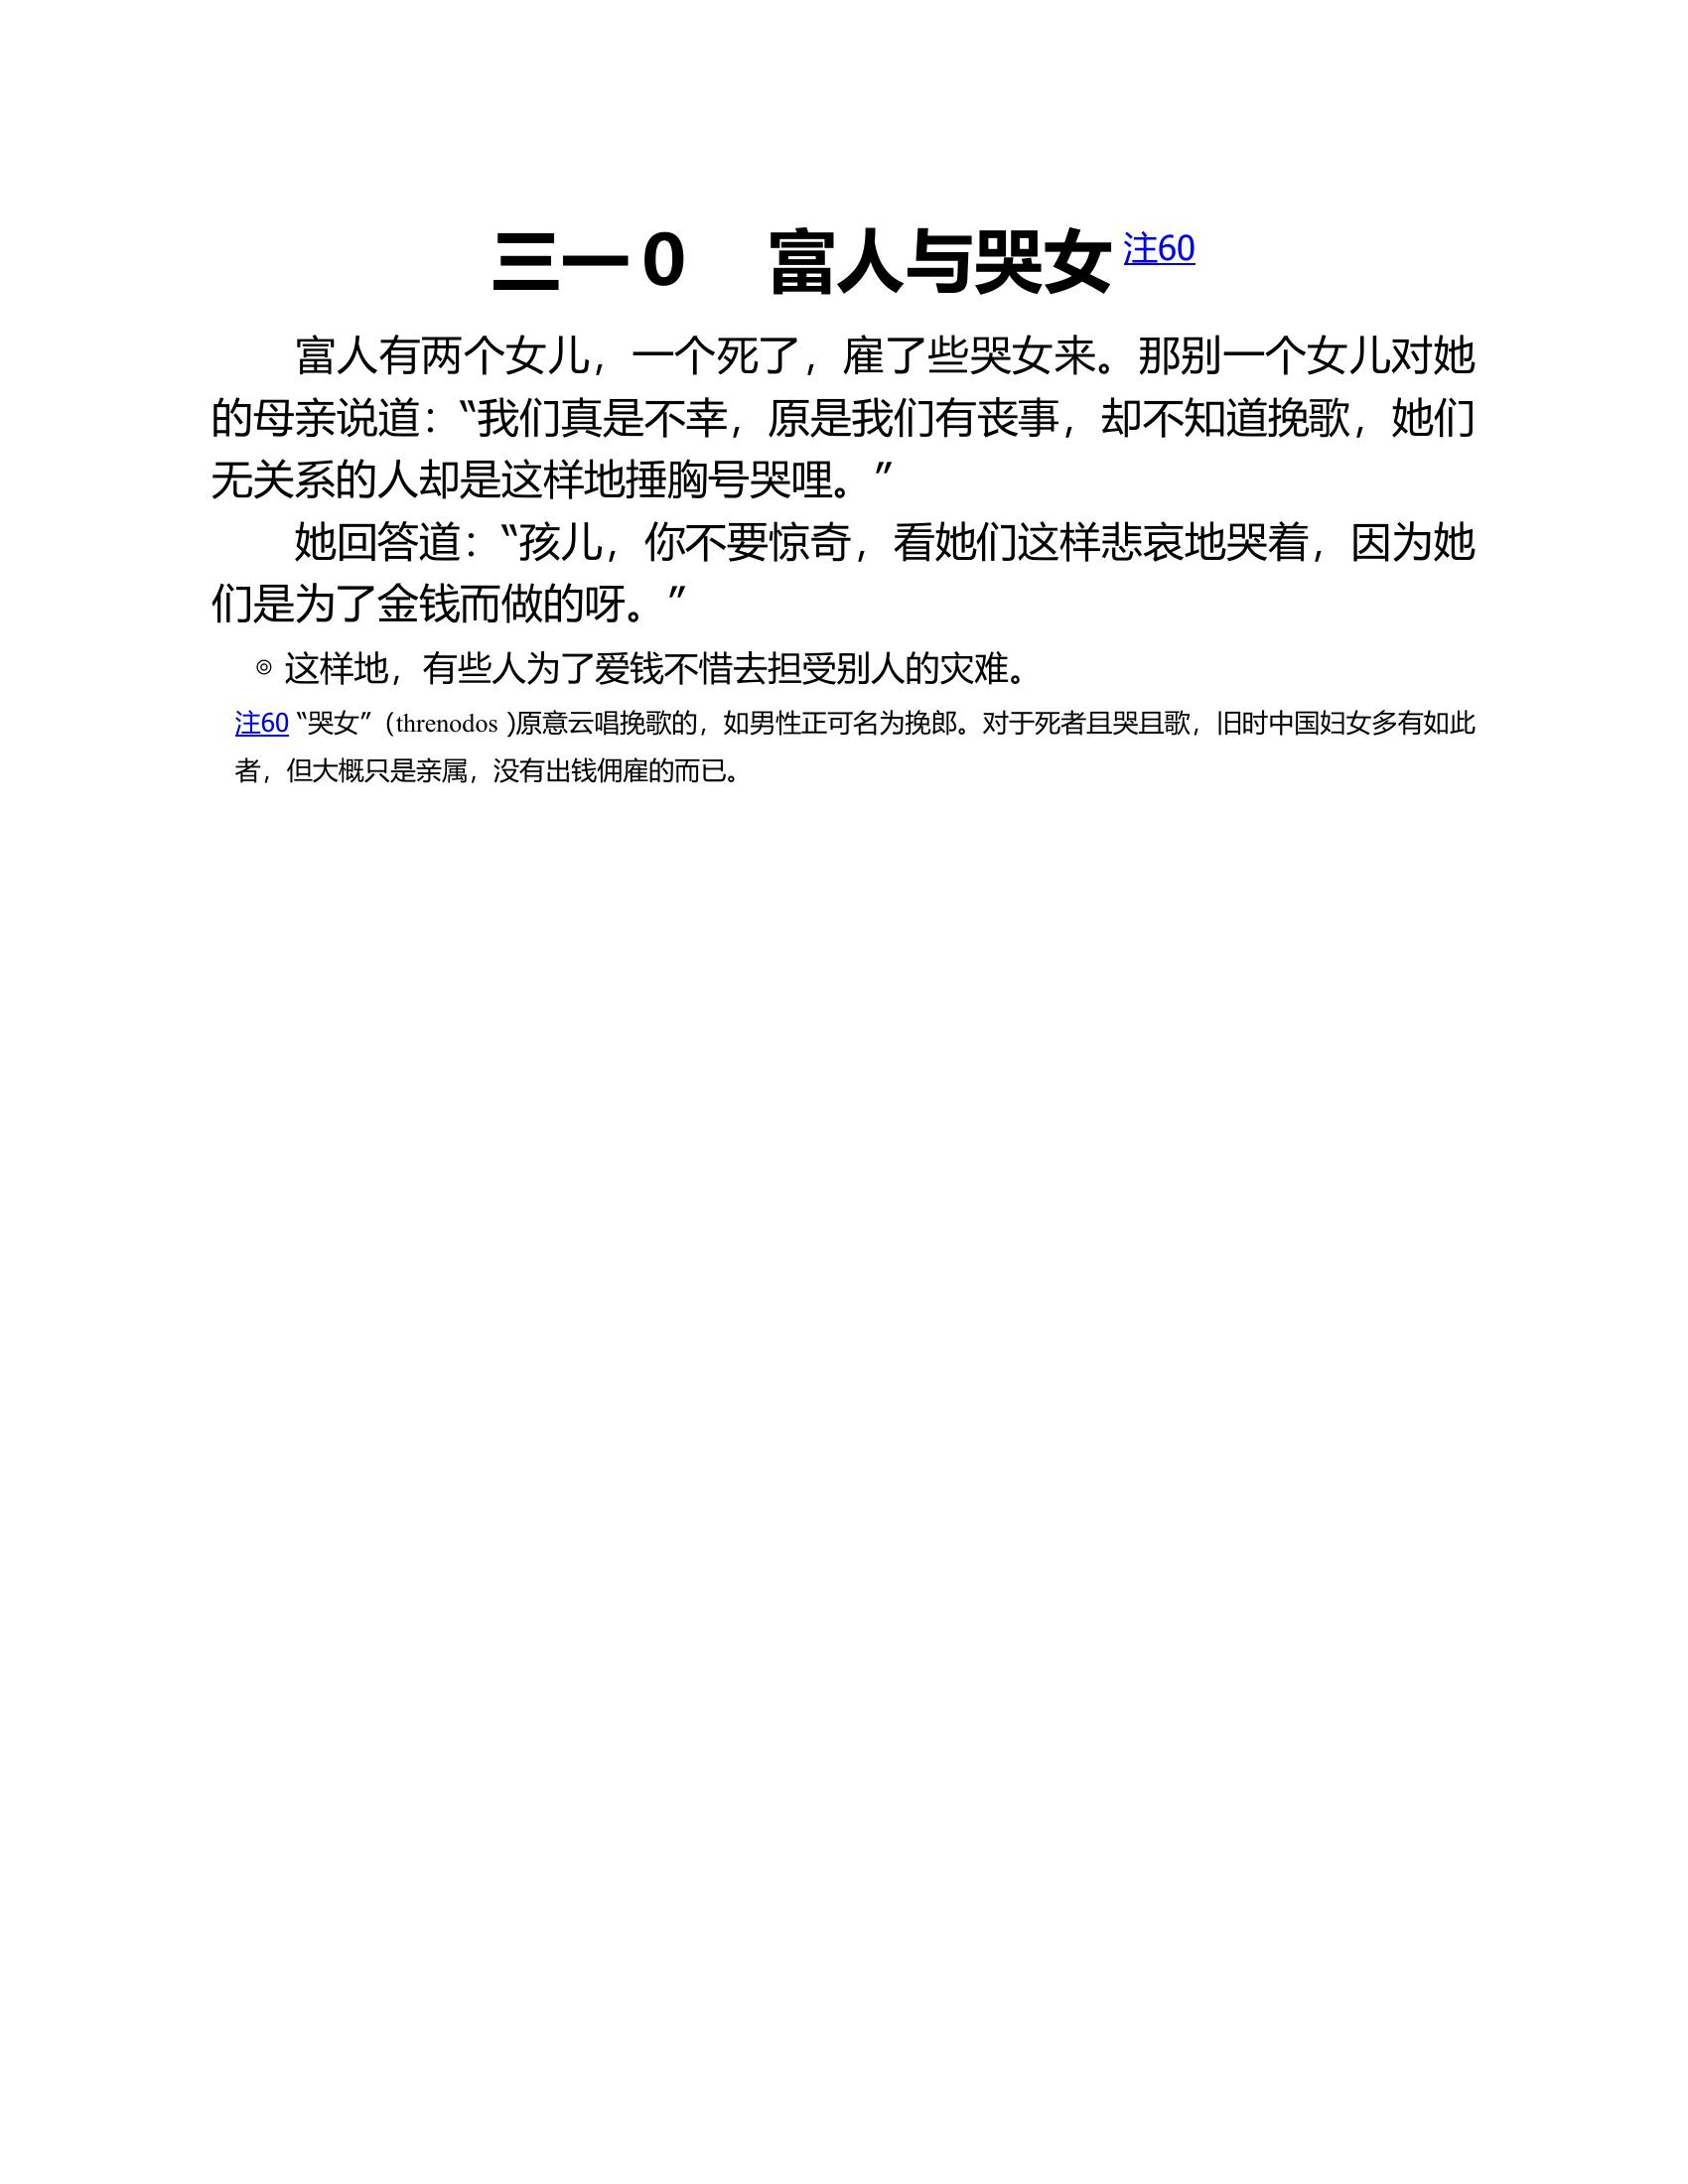 三一0　富人与哭女 注60
富人有两个女儿，一个死了，雇了些哭女来。那别一个女儿对她
的母亲说道：“我们真是不幸，原是我们有丧事，却不知道挽歌，她们
无关系的人却是这样地捶胸号哭哩。”
她回答道：“孩儿，你不要惊奇，看她们这样悲哀地哭着，因为她
们是为了金钱而做的呀。”
◎ 这样地，有些人为了爱钱不惜去担受别人的灾难。
注60 “哭女”（threnodos ）原意云唱挽歌的，如男性正可名为挽郎。对于死者且哭且歌，旧时中国妇女多有如此
者，但大概只是亲属，没有出钱佣雇的而已。